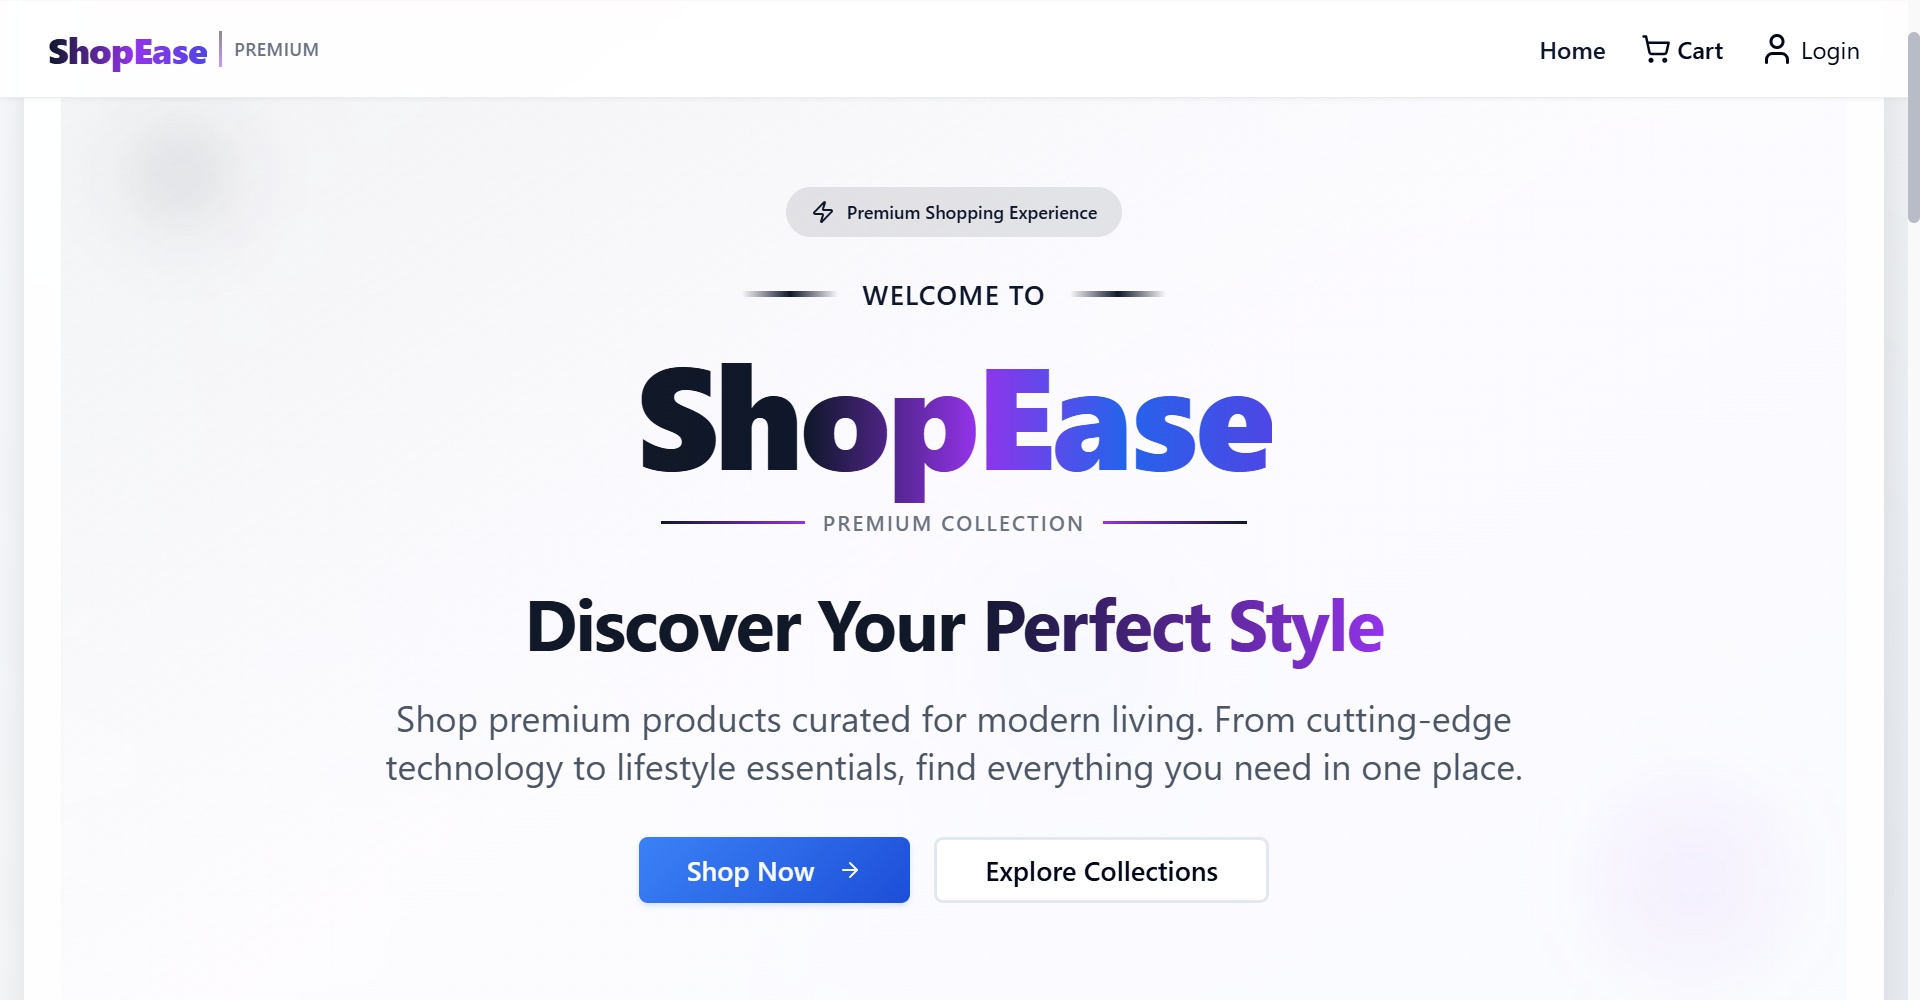 ShopEase PREMIUM
Home Cart Login
Premium Shopping Experience
WELCOME TO
ShopEase
PREMIUM COLLECTION
Discover Your Perfect Style
Shop premium products curated for modern living. From cutting-edge
technology to lifestyle essentials, find everything you need in one place.
Shop Now
Explore Collections